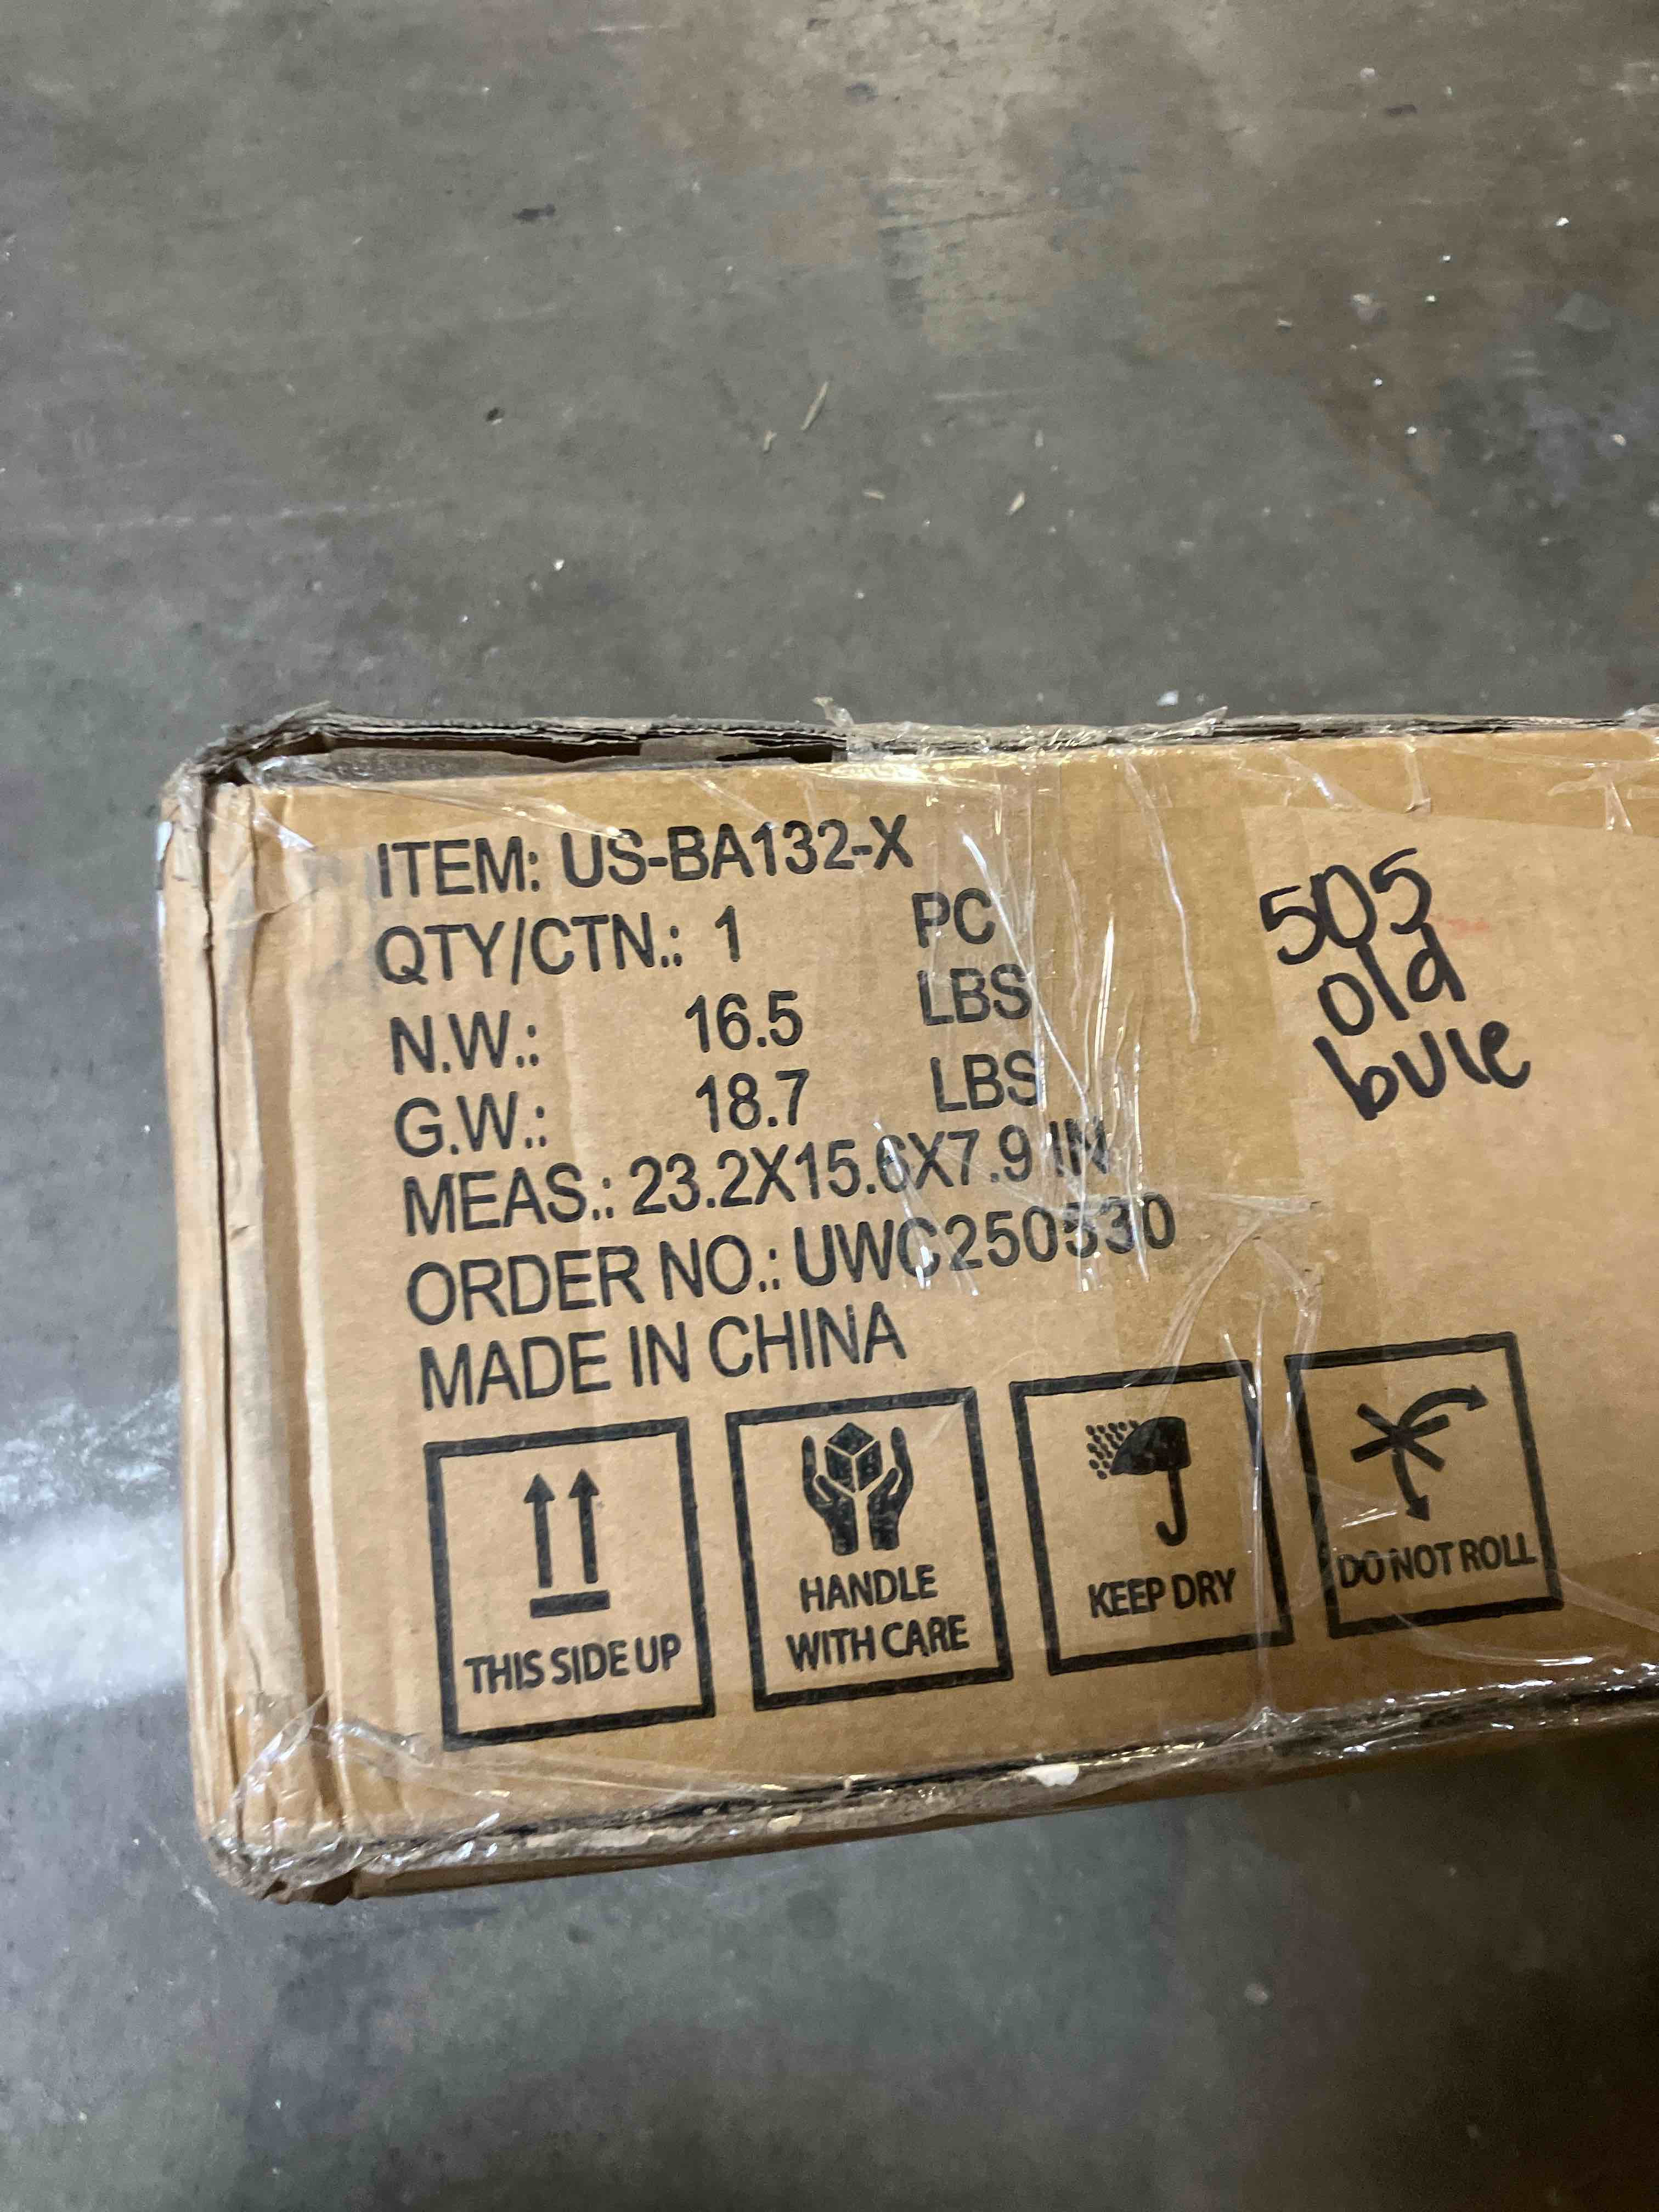 ITEM: US-BA132-X
QTY/CTN.: 1 PC
N.W.: 16.5 LBS
G.W.: 18.7 LBS
MEAS.: 23.2X15.6X7.9 IN
ORDER NO.: UWC250530
MADE IN CHINA
505
old
bule
THIS SIDE UP
HANDLE
WITH CARE
KEEP DRY
DO NOT ROLL